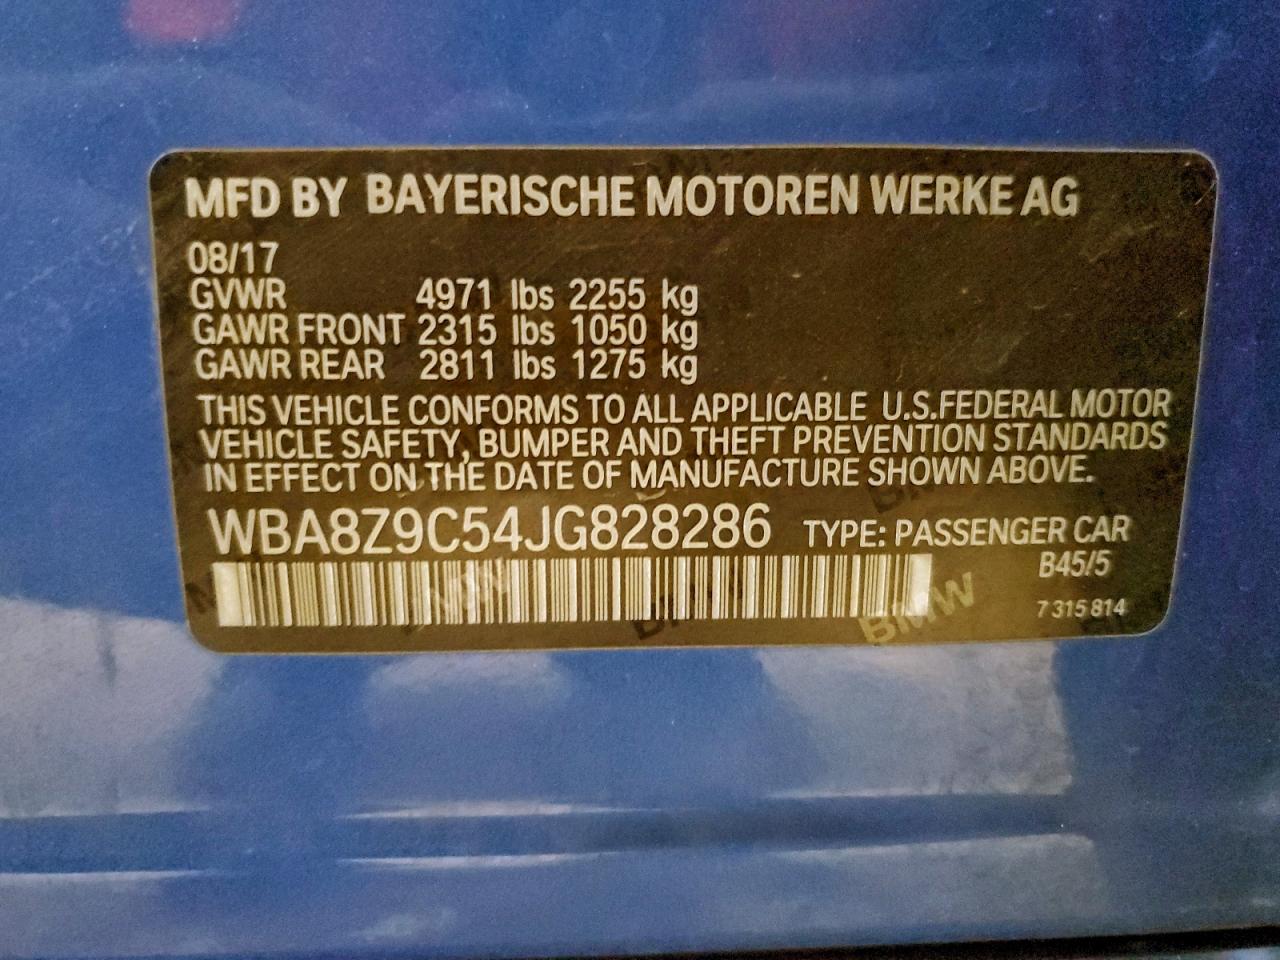 MFD BY BAYERISCHE MOTOREN WERKE AG
08/17
GVWR 4971 lbs 2255 kg
GAWR FRONT 2315 lbs 1050 kg
GAWR REAR 2811 lbs 1275 kg
THIS VEHICLE CONFORMS TO ALL APPLICABLE U.S.FEDERAL MOTOR
VEHICLE SAFETY, BUMPER AND THEFT PREVENTION STANDARDS
IN EFFECT ON THE DATE OF MANUFACTURE SHOWN ABOVE.
WBA8Z9C54JG828286 TYPE: PASSENGER CAR
B45/5
7 315 814
BMW